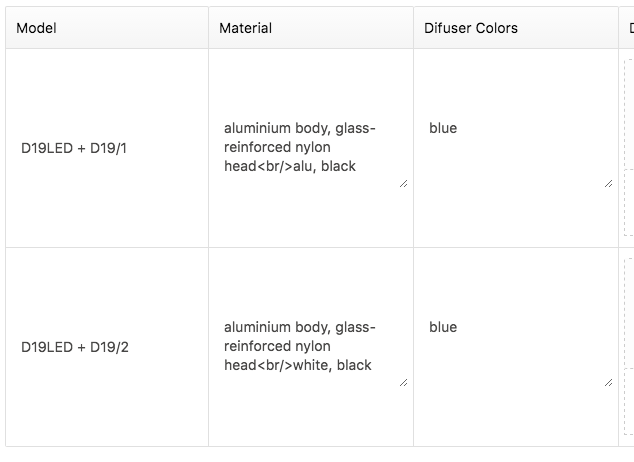 Model Material Difuser Colors
D19LED + D19/1
aluminium body, glass-
reinforced nylon
head<br/>alu, black
blue
D19LED + D19/2
aluminium body, glass-
reinforced nylon
head<br/>white, black
blue